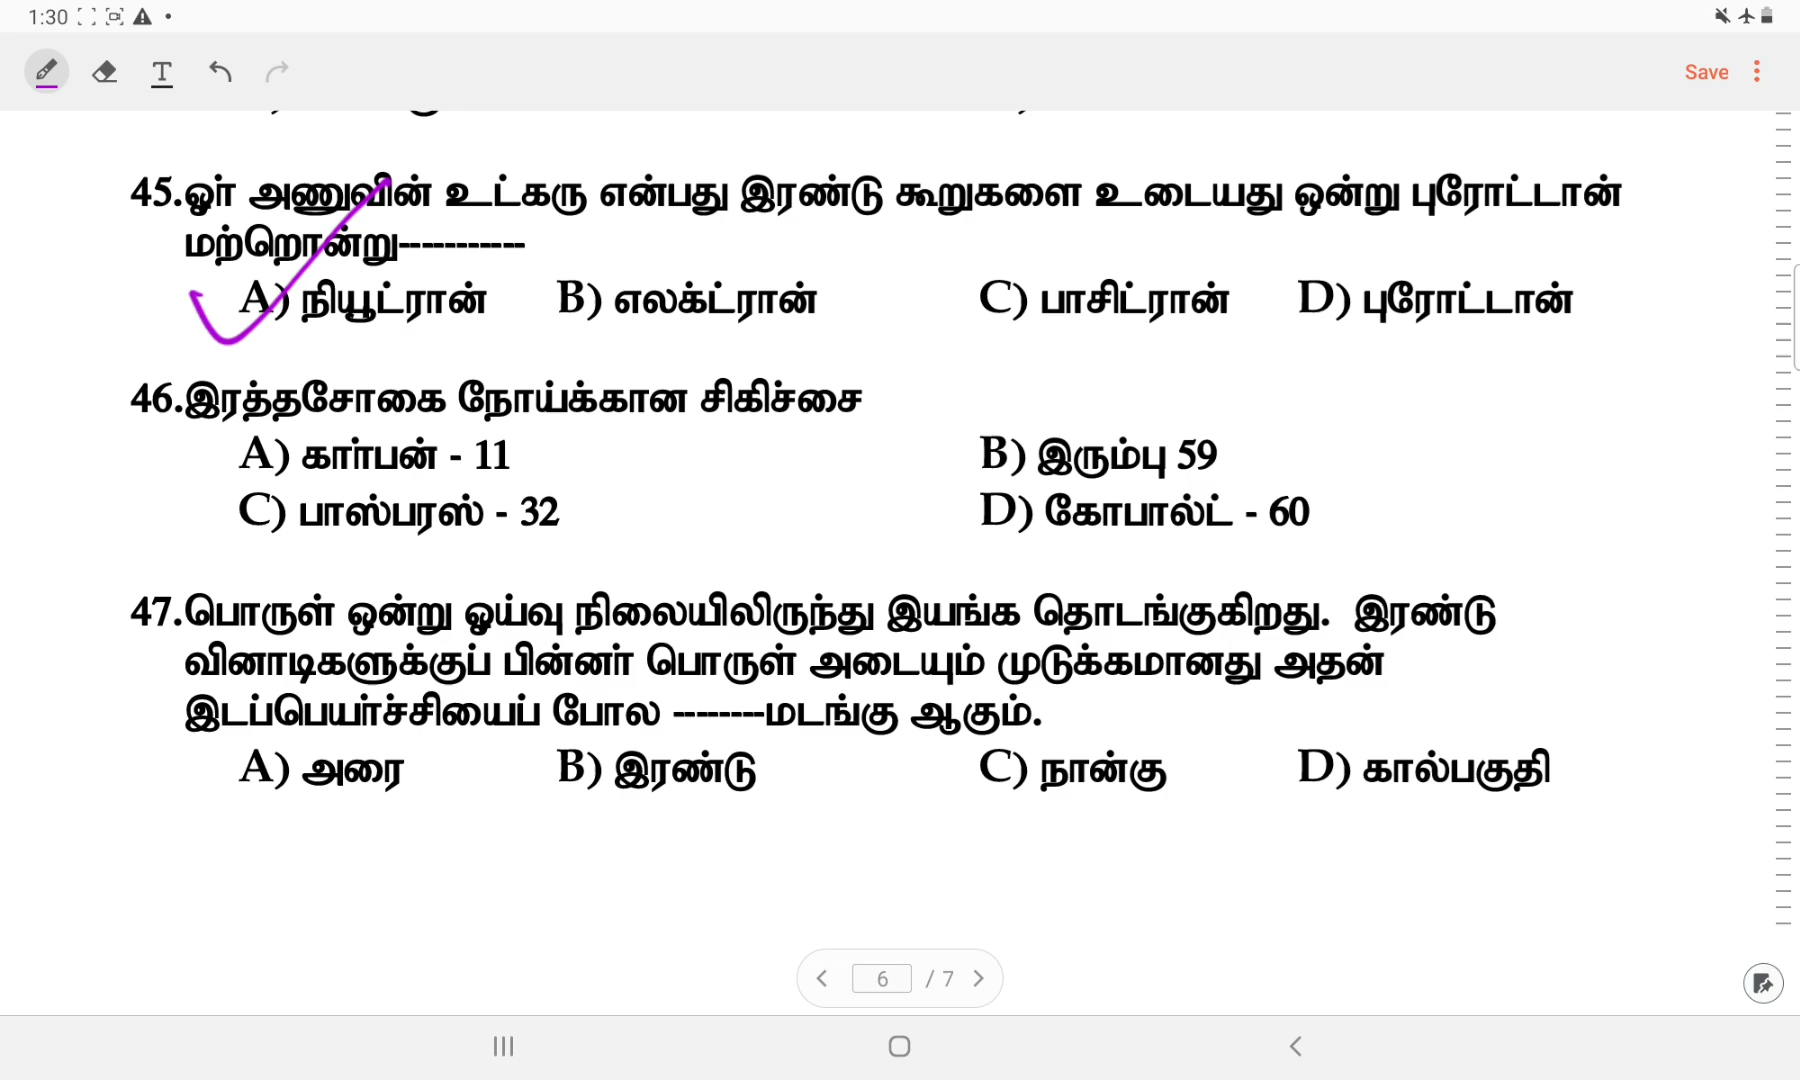 1:30
Save
45.ஓர் அணுவின் உட்கரு என்பது இரண்டு கூறுகளை உடையது ஒன்று புரோட்டான்
மற்றொன்று-----------
A) நியூட்ரான் B) எலக்ட்ரான் C) பாசிட்ரான் D) புரோட்டான்
46.இரத்தசோகை நோய்க்கான சிகிச்சை
A) கார்பன் - 11 B) இரும்பு 59
C) பாஸ்பரஸ் - 32 D) கோபால்ட் - 60
47.பொருள் ஒன்று ஓய்வு நிலையிலிருந்து இயங்க தொடங்குகிறது. இரண்டு
வினாடிகளுக்குப் பின்னர் பொருள் அடையும் முடுக்கமானது அதன்
இடப்பெயர்ச்சியைப் போல --------மடங்கு ஆகும்.
A) அரை B) இரண்டு C) நான்கு D) கால்பகுதி
6 / 7